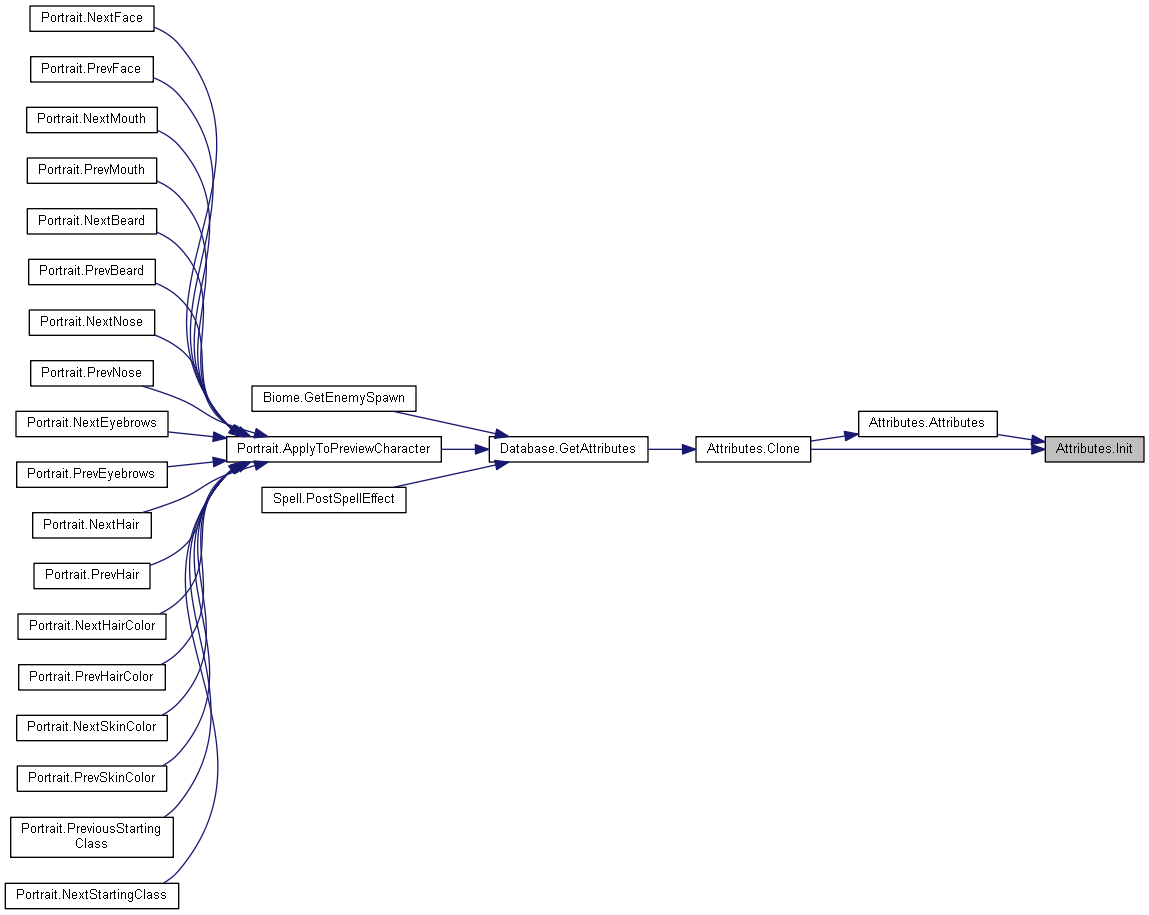 Portrait.NextFace
Portrait.PrevFace
Portrait.NextMouth
Portrait.PrevMouth
Portrait.NextBeard
Portrait.PrevBeard
Portrait.NextNose
Portrait.PrevNose
Portrait.NextEyebrows
Portrait.PrevEyebrows
Portrait.NextHair
Portrait.PrevHair
Portrait.NextHairColor
Portrait.PrevHairColor
Portrait.NextSkinColor
Portrait.PrevSkinColor
Portrait.PreviousStarting
Class
Portrait.NextStartingClass
Biome.GetEnemySpawn
Portrait.ApplyToPreviewCharacter
Spell.PostSpellEffect
Database.GetAttributes
Attributes.Clone
Attributes.Attributes
Attributes.Init